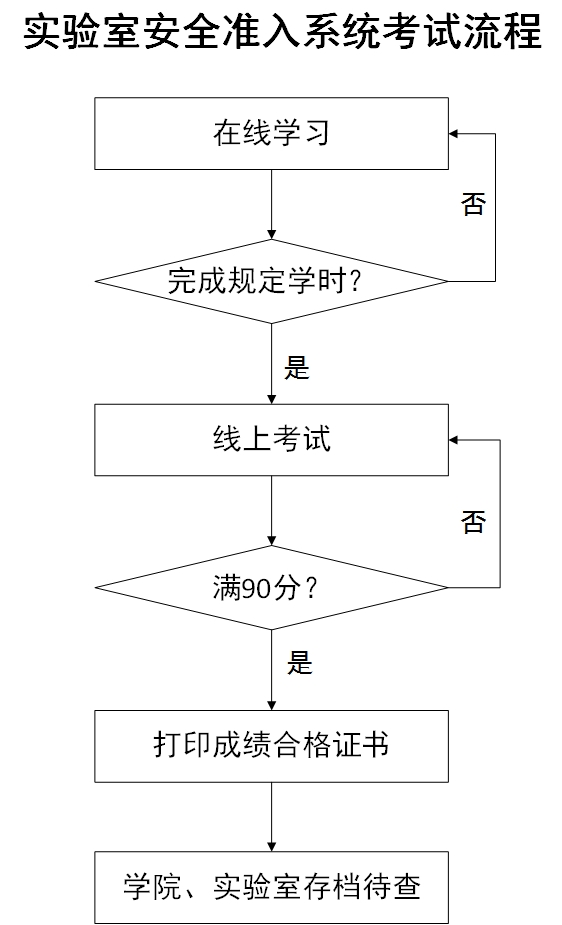 实验室安全准入系统考试流程
在线学习
否
完成规定学时？
是
线上考试
否
满90分？
是
打印成绩合格证书
学院、实验室存档待查